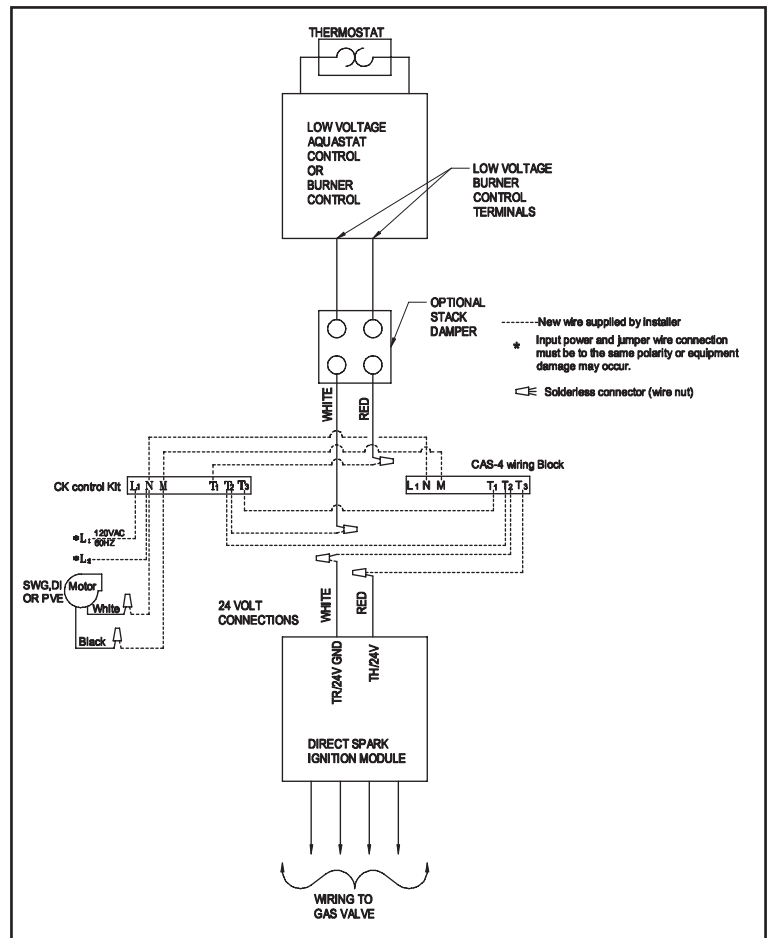 THERMOSTAT
LOW VOLTAGE
AQUASTAT
CONTROL
OR
BURNER
CONTROL
LOW VOLTAGE
BURNER
CONTROL
TERMINALS
OPTIONAL
STACK
DAMPER
New wire supplied by installer
* Input power and jumper wire connection
must be to the same polarity or equipment
damage may occur.
Solderless connector (wire nut)
WHITE
RED
CK control Kit
L1 N M T1 T2 T3
CAS-4 wiring Block
L1 N M T1 T2 T3
*L1 120VAC
60HZ
*L2
SWG,DI
OR PVE
Motor
White
Black
24 VOLT
CONNECTIONS
WHITE
RED
TR/24V GND
TH/24V
DIRECT SPARK
IGNITION MODULE
WIRING TO
GAS VALVE